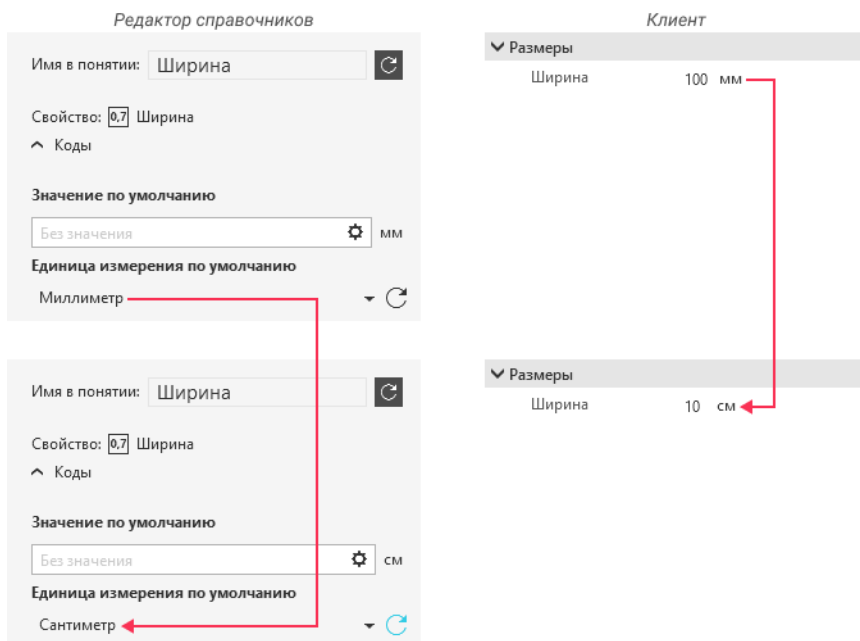 Редактор справочников
Клиент
Имя в понятии: Ширина
Свойство: 0,7 Ширина
Коды
Значение по умолчанию
Без значения мм
Единица измерения по умолчанию
Миллиметр
Размеры
Ширина 100 мм
Имя в понятии: Ширина
Свойство: 0,7 Ширина
Коды
Значение по умолчанию
Без значения см
Единица измерения по умолчанию
Сантиметр
Размеры
Ширина 10 см